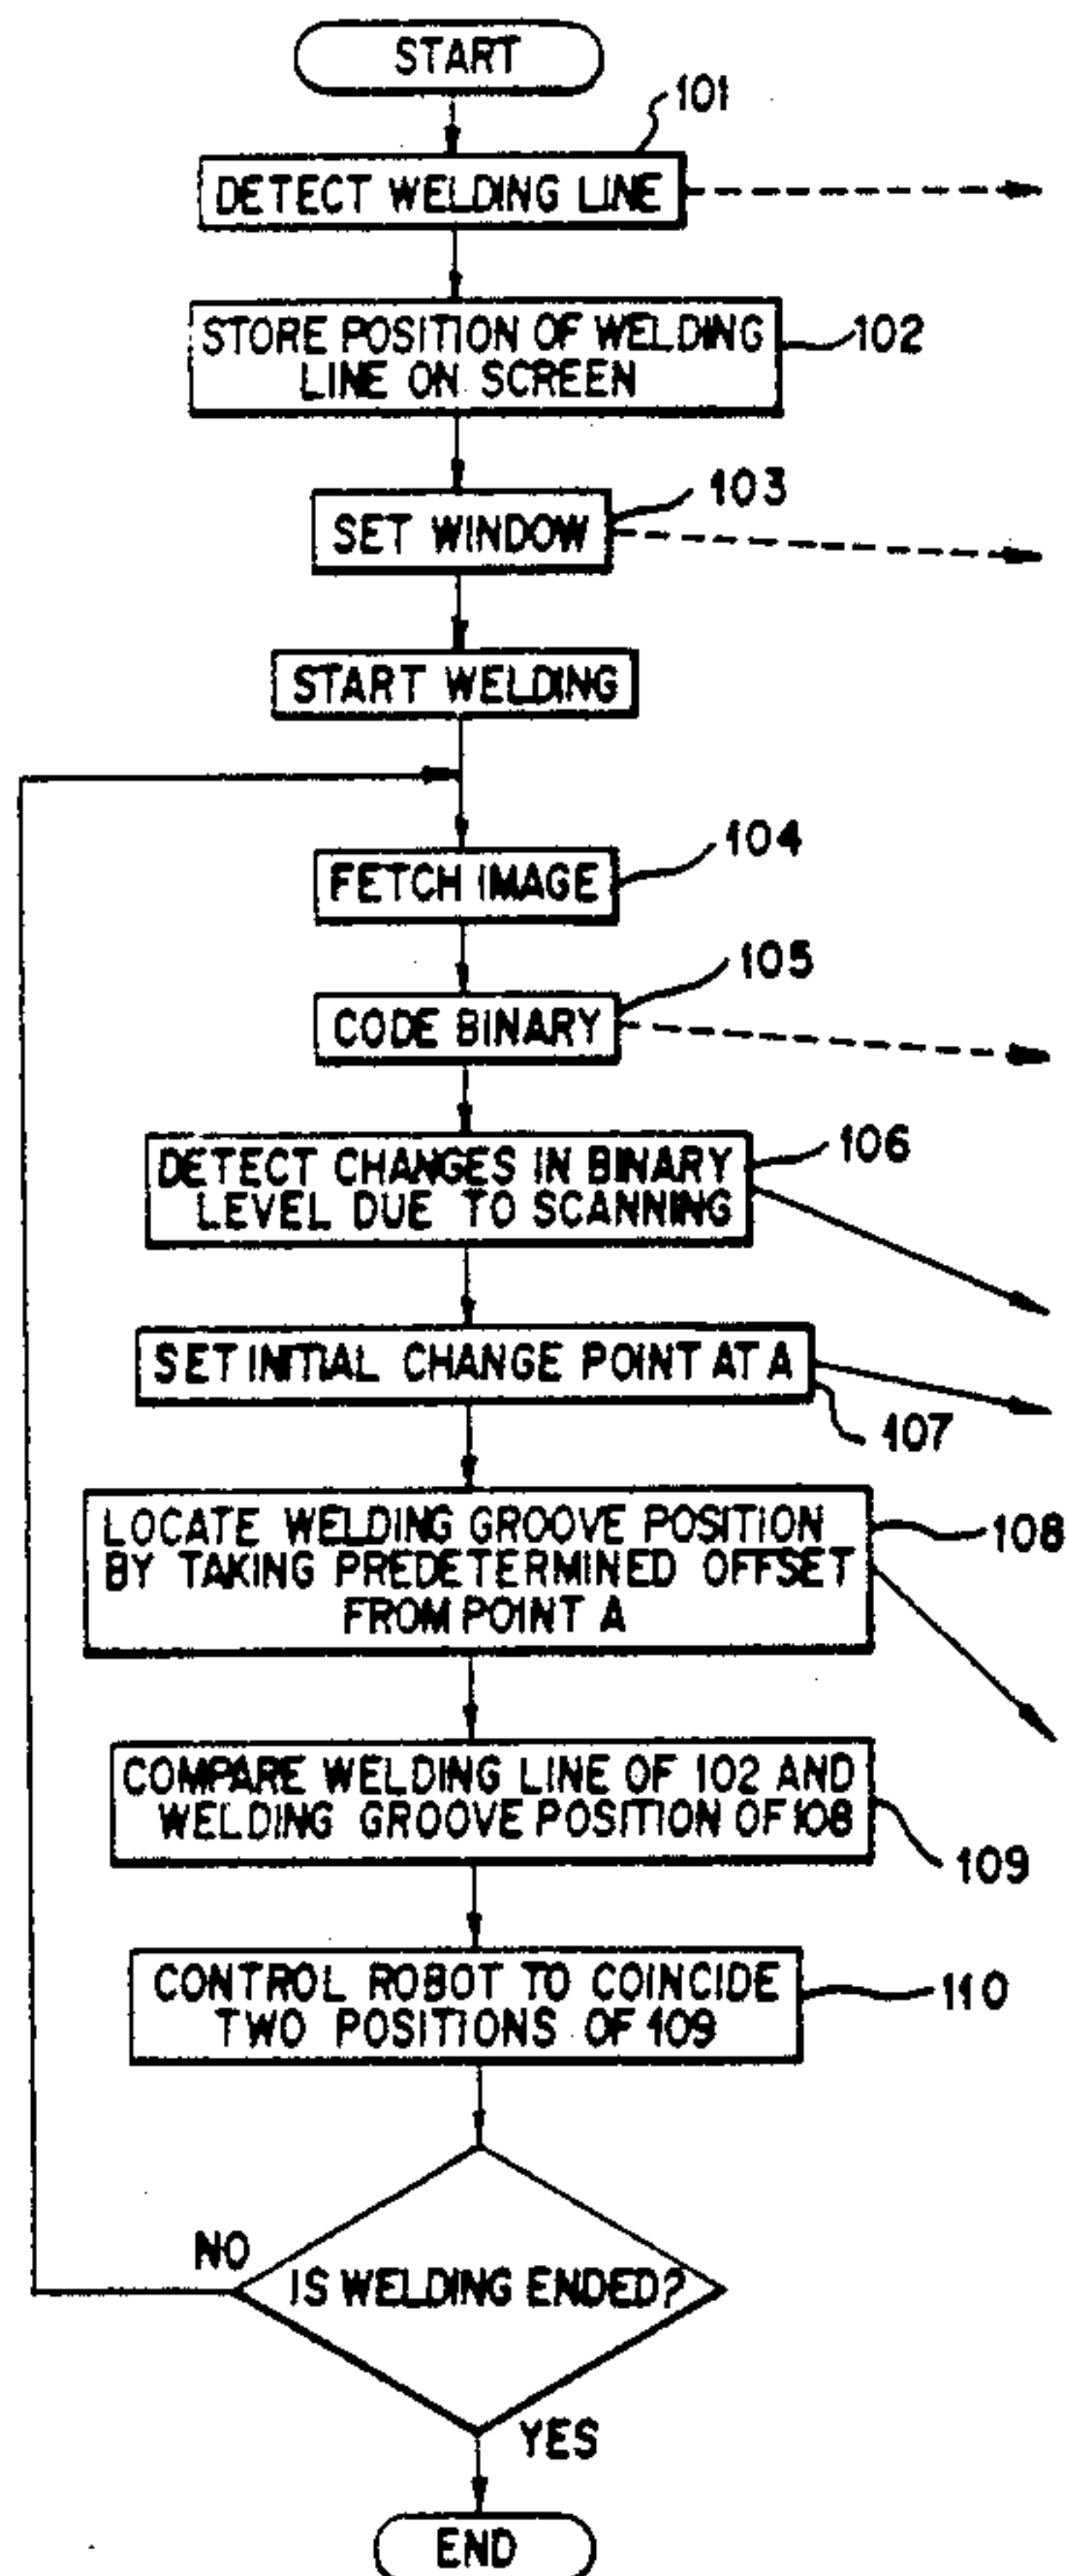 START
101
DETECT WELDING LINE
STORE POSITION OF WELDING
LINE ON SCREEN
102
103
SET WINDOW
START WELDING
104
FETCH IMAGE
105
CODE BINARY
106
DETECT CHANGES IN BINARY
LEVEL DUE TO SCANNING
SET INITIAL CHANGE POINT AT A
107
LOCATE WELDING GROOVE POSITION
BY TAKING PREDETERMINED OFFSET
FROM POINT A
108
COMPARE WELDING LINE OF 102 AND
WELDING GROOVE POSITION OF 108
109
CONTROL ROBOT TO COINCIDE
TWO POSITIONS OF 109
110
NO
IS WELDING ENDED?
YES
END